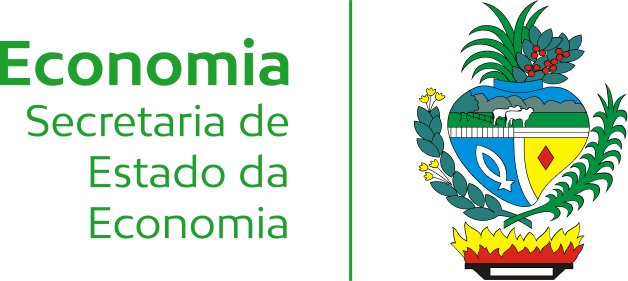 Economia
Secretaria de
Estado da
Economia